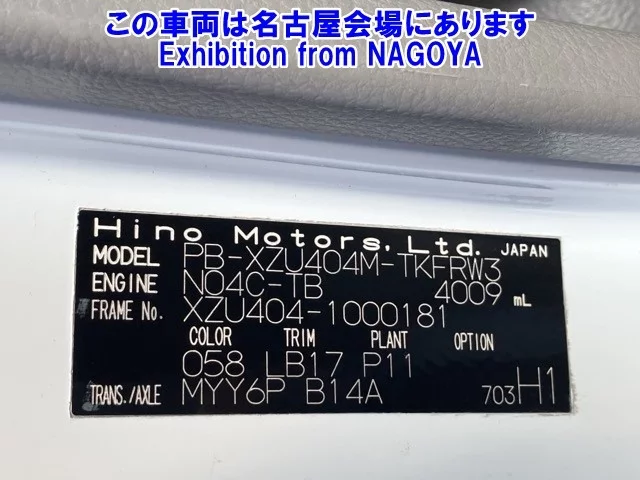 この車両は名古屋会場にあります
Exhibition from NAGOYA
Hino Motors, Ltd. JAPAN
MODEL PB-XZU404M-TKFRW3
ENGINE N04C-TB 4009 mL
FRAME No. XZU404-1000181
COLOR TRIM PLANT OPTION
058 LB17 P11
TRANS./AXLE MYY6P B14A 703H1